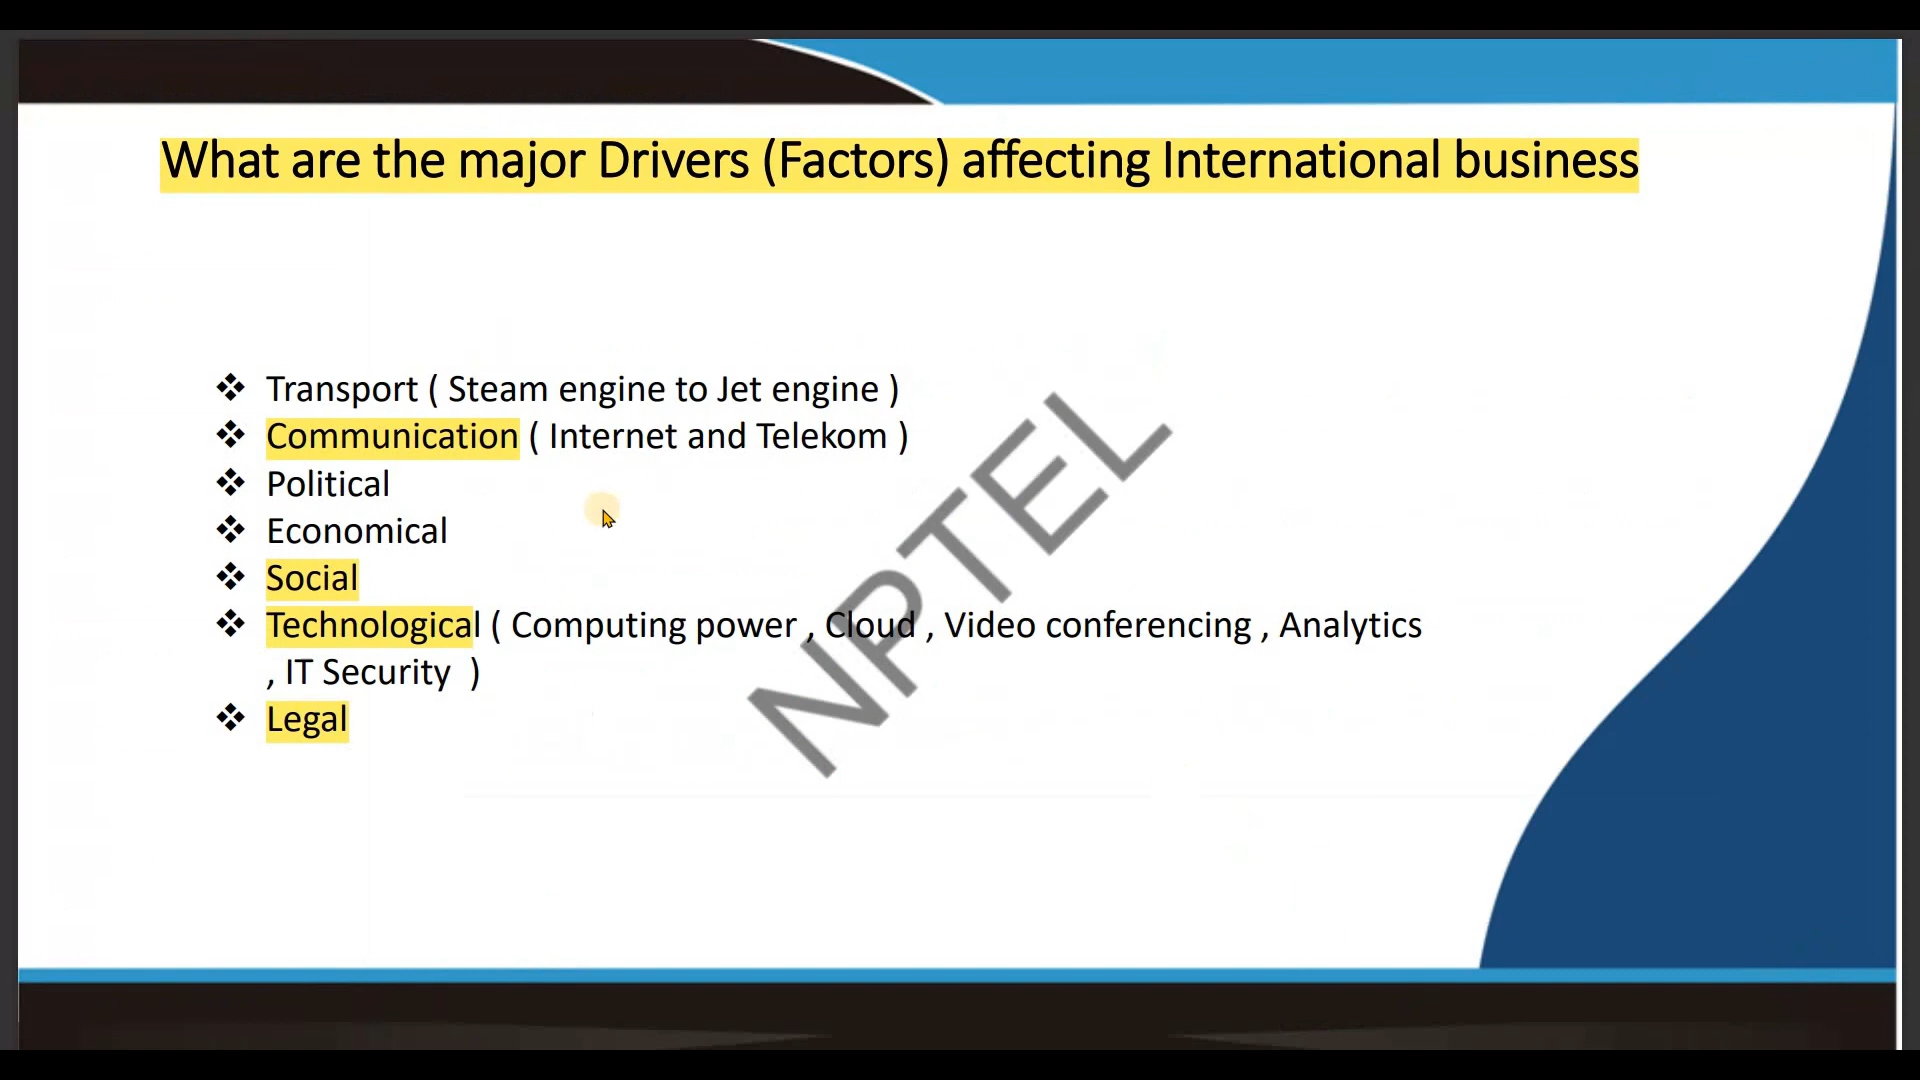 What are the major Drivers (Factors) affecting International business
❖ Transport ( Steam engine to Jet engine )
❖ Communication ( Internet and Telekom )
❖ Political
❖ Economical
❖ Social
❖ Technological ( Computing power , Cloud , Video conferencing , Analytics
, IT Security  )
❖ Legal
NPTEL